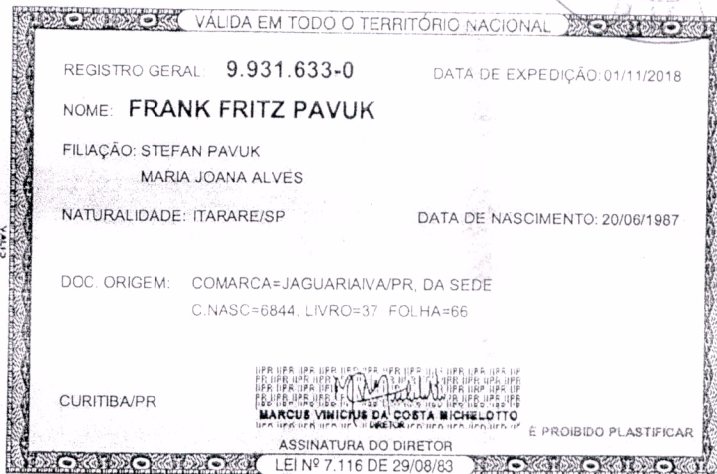 VÁLIDA EM TODO O TERRITÓRIO NACIONAL
REGISTRO GERAL: 9.931.633-0 DATA DE EXPEDIÇÃO: 01/11/2018
NOME: FRANK FRITZ PAVUK
FILIAÇÃO: STEFAN PAVUK
MARIA JOANA ALVES
NATURALIDADE: ITARARE/SP DATA DE NASCIMENTO: 20/06/1987
DOC. ORIGEM: COMARCA=JAGUARIAIVA/PR, DA SEDE
C.NASC=6844, LIVRO=37 FOLHA=66
CURITIBA/PR
MARCUS VINICIUS DA COSTA MICHELOTTO
DIRETOR
É PROIBIDO PLASTIFICAR
ASSINATURA DO DIRETOR
LEI Nº 7.116 DE 29/08/83